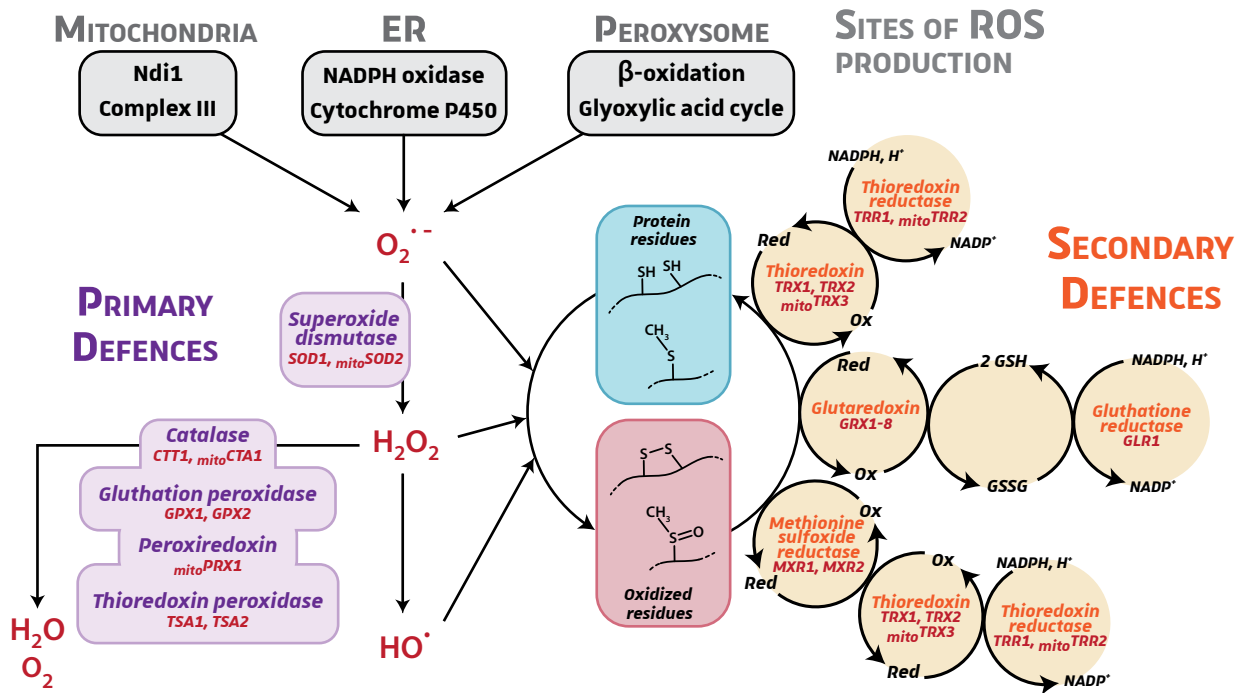 MITOCHONDRIA
Ndi1
Complex III
ER
NADPH oxidase
Cytochrome P450
PEROXYSOME
β-oxidation
Glyoxylic acid cycle
SITES OF ROS
PRODUCTION
O₂˙⁻
PRIMARY
DEFENCES
Superoxide
dismutase
SOD1, mitoSOD2
H₂O₂
Catalase
CTT1, mitoCTA1
Gluthation peroxidase
GPX1, GPX2
Peroxiredoxin
mitoPRX1
Thioredoxin peroxidase
TSA1, TSA2
H₂O
O₂
HO˙
Protein
residues
SH
SH
CH₃
S
S
S
CH₃
S
O
Oxidized
residues
SECONDARY
DEFENCES
NADPH, H⁺
Thioredoxin
reductase
TRR1, mitoTRR2
NADP⁺
Red
Thioredoxin
TRX1, TRX2
mitoTRX3
Ox
Red
Glutaredoxin
GRX1-8
Ox
2 GSH
GSSG
NADPH, H⁺
Gluthatione
reductase
GLR1
NADP⁺
Ox
Methionine
sulfoxide
reductase
MXR1, MXR2
Red
Ox
Thioredoxin
TRX1, TRX2
mitoTRX3
Red
NADPH, H⁺
Thioredoxin
reductase
TRR1, mitoTRR2
NADP⁺